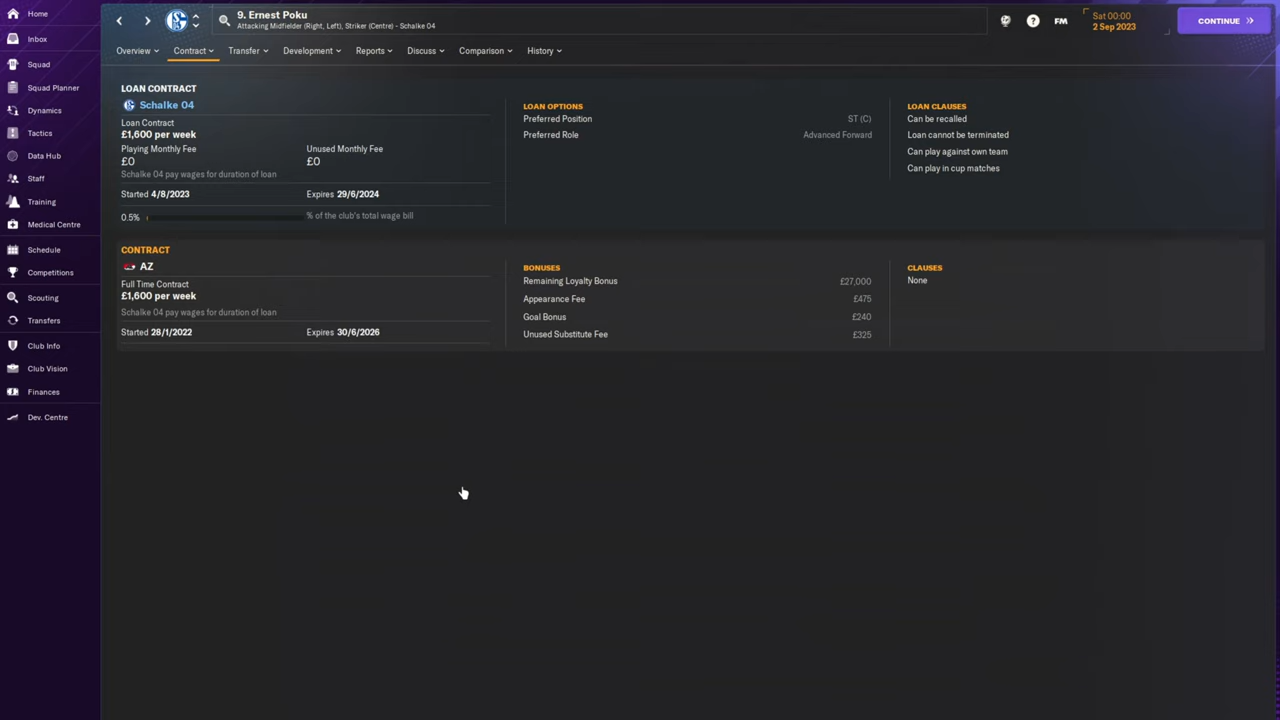 Home
Inbox
Squad
Squad Planner
Dynamics
Tactics
Data Hub
Staff
Training
Medical Centre
Schedule
Competitions
Scouting
Transfers
Club Info
Club Vision
Finances
Dev. Centre
9. Ernest Poku
Attacking Midfielder (Right, Left), Striker (Centre) - Schalke 04
? FM
Sat 00:00
2 Sep 2023
CONTINUE
Overview Contract Transfer Development Reports Discuss Comparison History
LOAN CONTRACT
Schalke 04
Loan Contract
£1,600 per week
Playing Monthly Fee Unused Monthly Fee
£0 £0
Schalke 04 pay wages for duration of loan
Started 4/8/2023 Expires 29/6/2024
0.5% % of the club's total wage bill
LOAN OPTIONS
Preferred Position ST (C)
Preferred Role Advanced Forward
LOAN CLAUSES
Can be recalled
Loan cannot be terminated
Can play against own team
Can play in cup matches
CONTRACT
AZ
Full Time Contract
£1,600 per week
Schalke 04 pay wages for duration of loan
Started 28/1/2022 Expires 30/6/2026
BONUSES
Remaining Loyalty Bonus £27,000
Appearance Fee £475
Goal Bonus £240
Unused Substitute Fee £325
CLAUSES
None